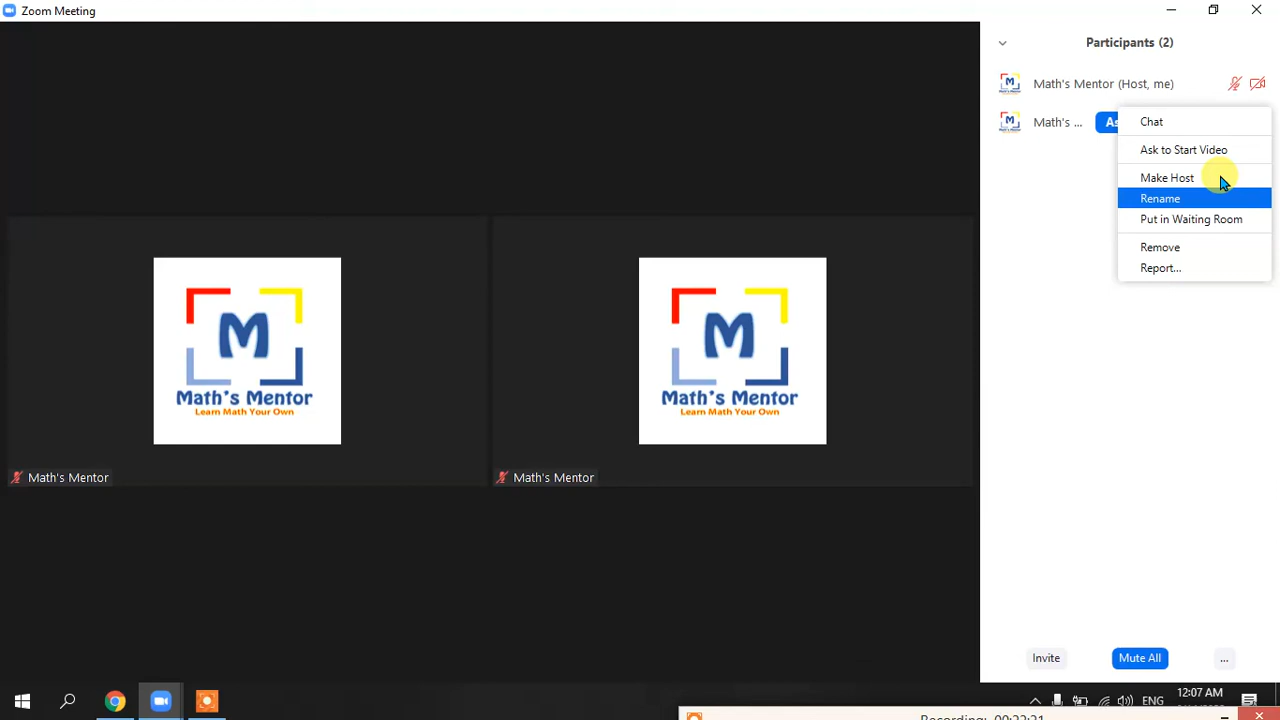 Zoom Meeting
Participants (2)
Math's Mentor (Host, me)
Math's ...
As
Chat
Ask to Start Video
Make Host
Rename
Put in Waiting Room
Remove
Report...
M
Math's Mentor
Learn Math Your Own
M
Math's Mentor
Learn Math Your Own
Math's Mentor
Math's Mentor
Invite
Mute All
...
ENG
12:07 AM